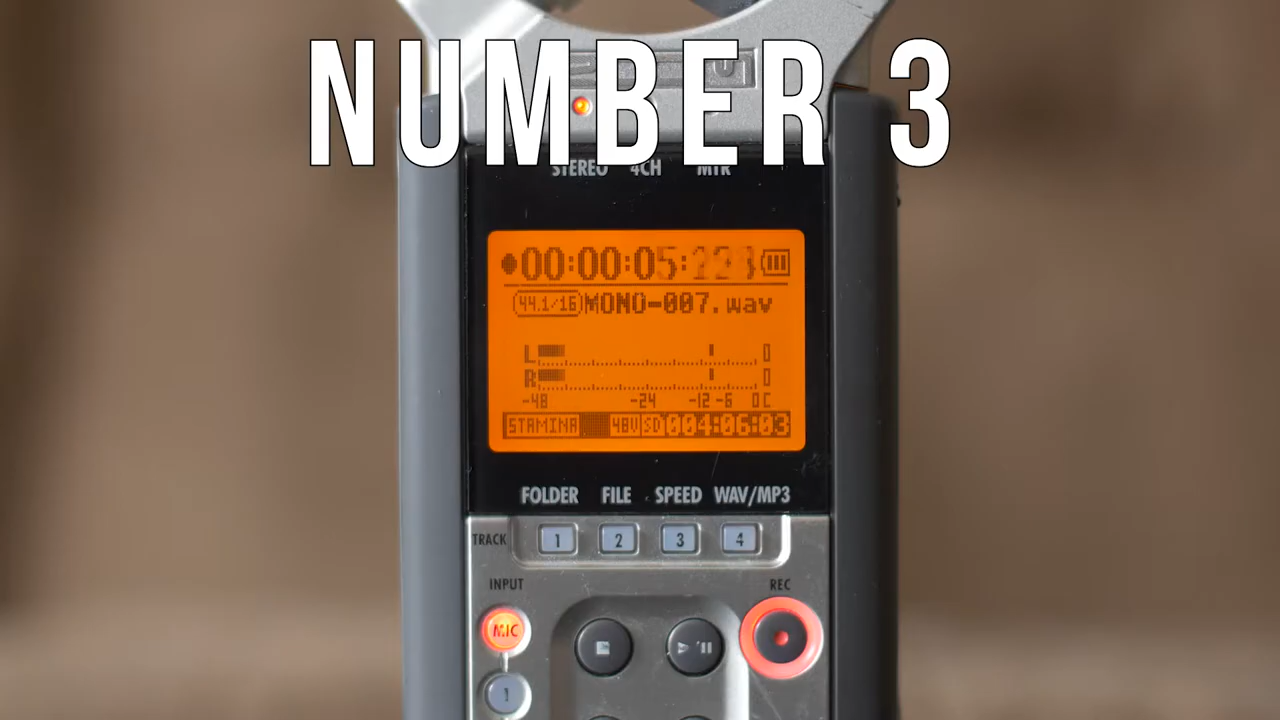 NUMBER 3
STEREO 4CH MTR
00:00:05:
44.1/16 MONO-007.wav
L
R
-48 -24 -12 -6 0
STAMINA 48V SD 004:06:03
FOLDER FILE SPEED WAV/MP3
TRACK 1 2 3 4
INPUT REC
MIC
1